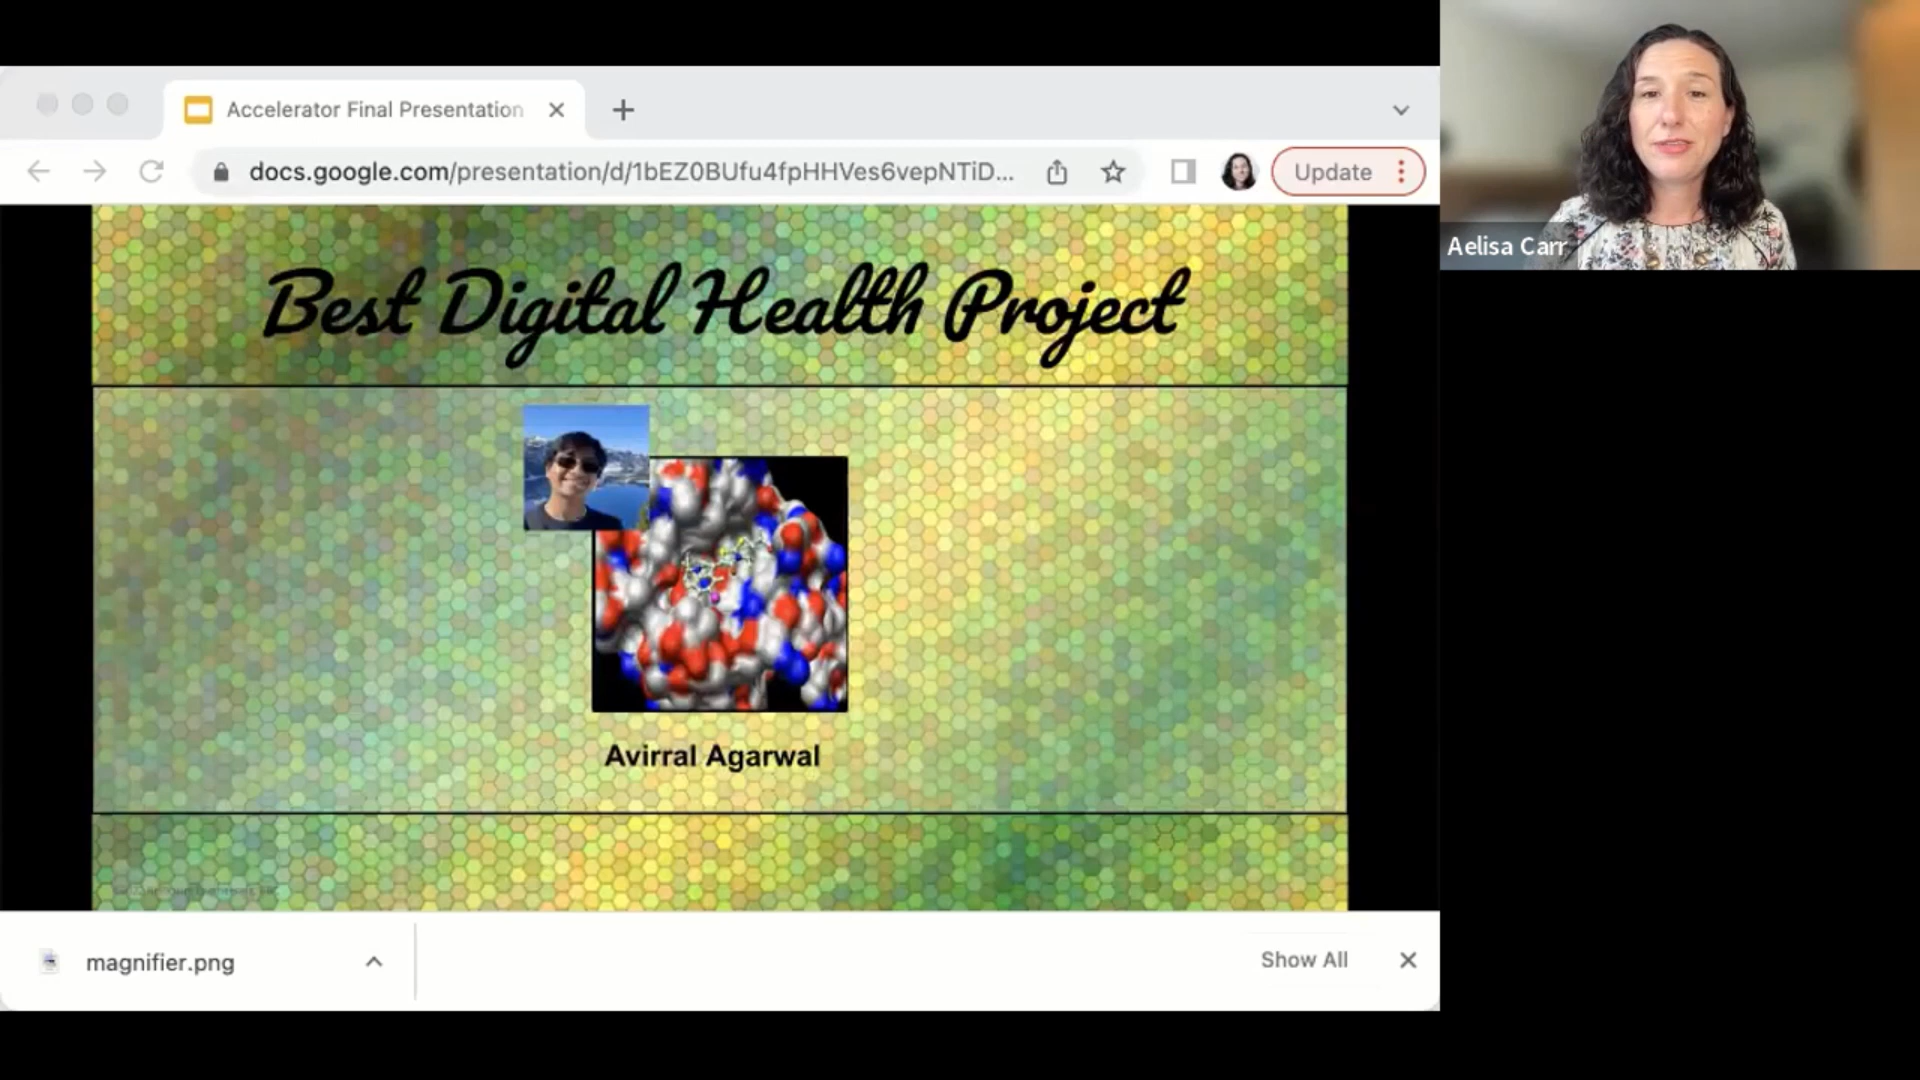 Accelerator Final Presentation
docs.google.com/presentation/d/1bEZ0BUfu4fpHHVes6vepNTiD...
Update
Aelisa Carr
Best Digital Health Project
Avirral Agarwal
magnifier.png
Show All